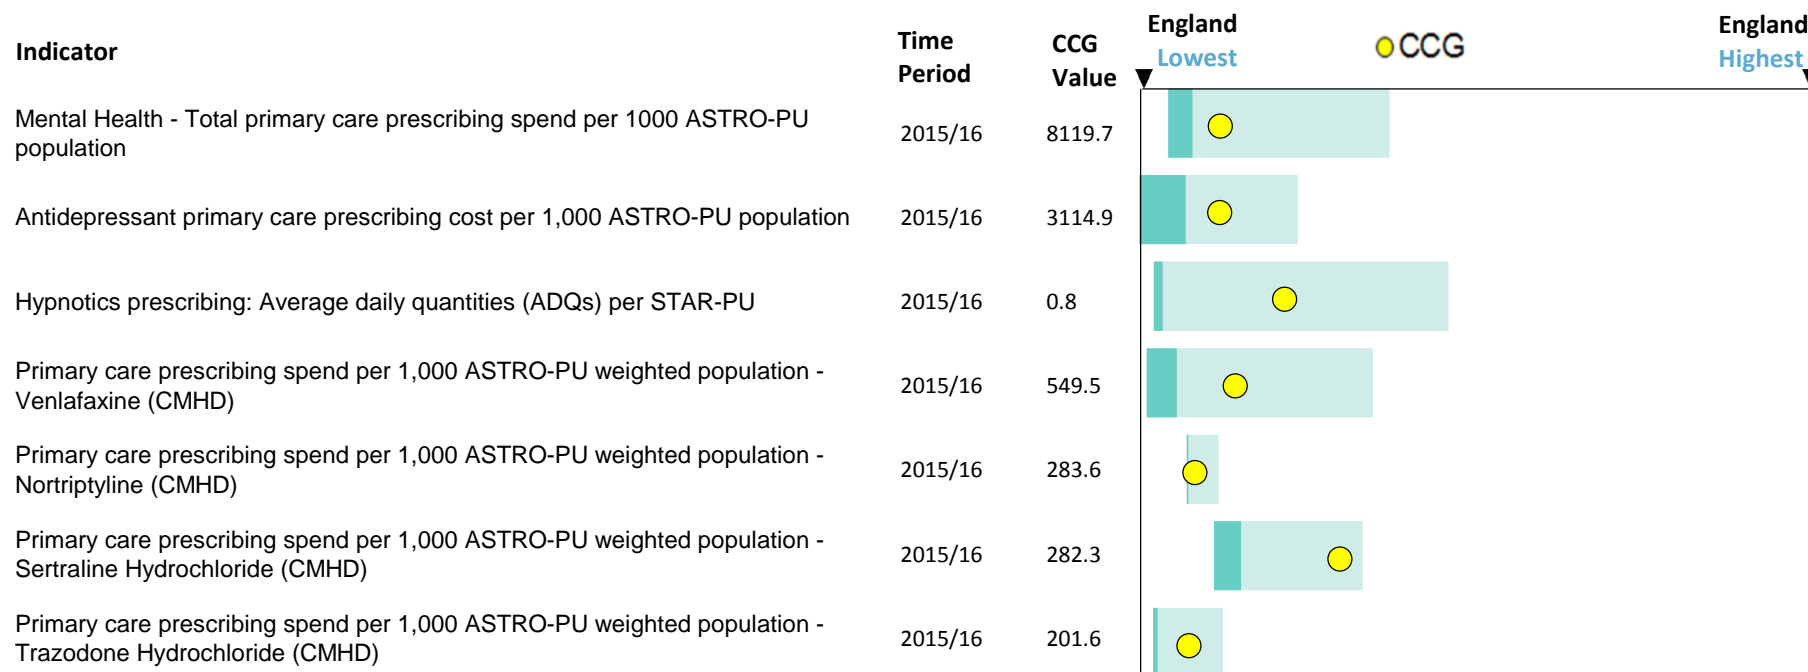 Indicator
Time
Period
CCG
Value
England
Lowest
CCG
England
Highest
Mental Health - Total primary care prescribing spend per 1000 ASTRO-PU
population
2015/16
8119.7
Antidepressant primary care prescribing cost per 1,000 ASTRO-PU population
2015/16
3114.9
Hypnotics prescribing: Average daily quantities (ADQs) per STAR-PU
2015/16
0.8
Primary care prescribing spend per 1,000 ASTRO-PU weighted population -
Venlafaxine (CMHD)
2015/16
549.5
Primary care prescribing spend per 1,000 ASTRO-PU weighted population -
Nortriptyline (CMHD)
2015/16
283.6
Primary care prescribing spend per 1,000 ASTRO-PU weighted population -
Sertraline Hydrochloride (CMHD)
2015/16
282.3
Primary care prescribing spend per 1,000 ASTRO-PU weighted population -
Trazodone Hydrochloride (CMHD)
2015/16
201.6